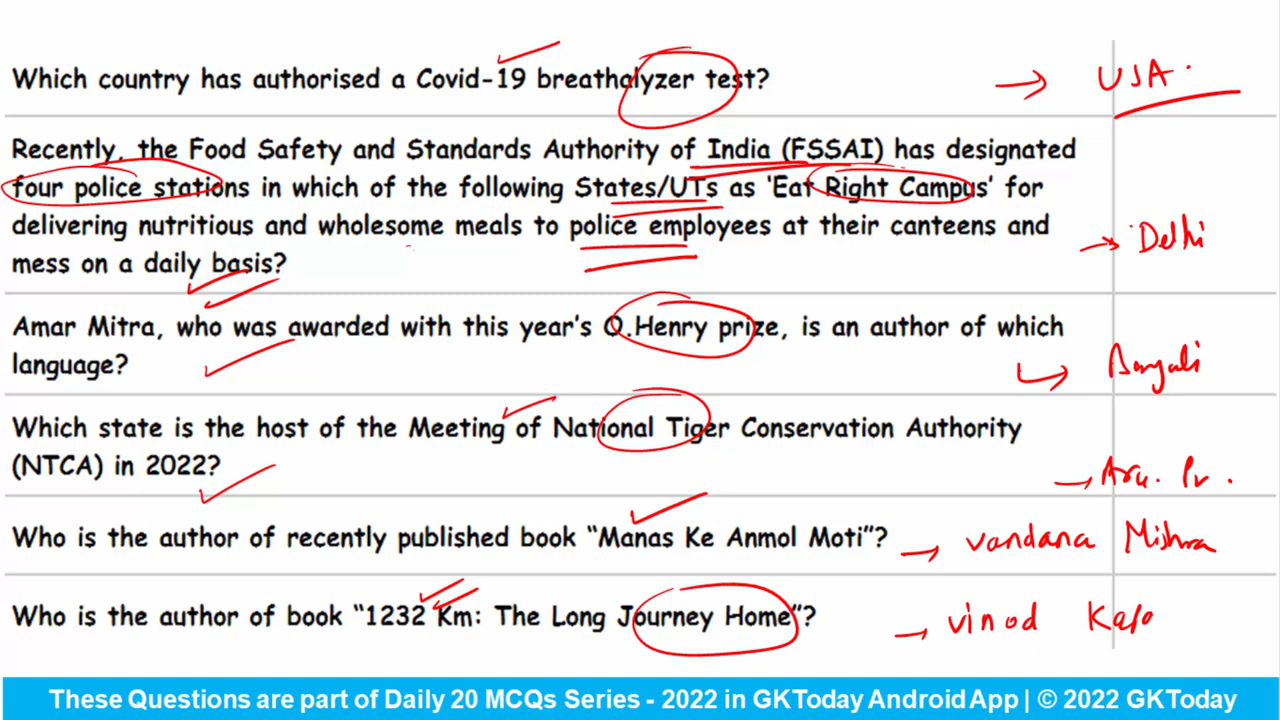 Which country has authorised a Covid-19 breathalyzer test? → USA.
Recently, the Food Safety and Standards Authority of India (FSSAI) has designated
four police stations in which of the following States/UTs as 'Eat Right Campus' for
delivering nutritious and wholesome meals to police employees at their canteens and → Delhi
mess on a daily basis?
Amar Mitra, who was awarded with this year's O.Henry prize, is an author of which
language? → Bengali
Which state is the host of the Meeting of National Tiger Conservation Authority
(NTCA) in 2022? → Aru. Pr.
Who is the author of recently published book “Manas Ke Anmol Moti”? → Vandana Mishra
Who is the author of book “1232 Km: The Long Journey Home”? → Vinod
These Questions are part of Daily 20 MCQs Series - 2022 in GKToday Android App | © 2022 GKToday